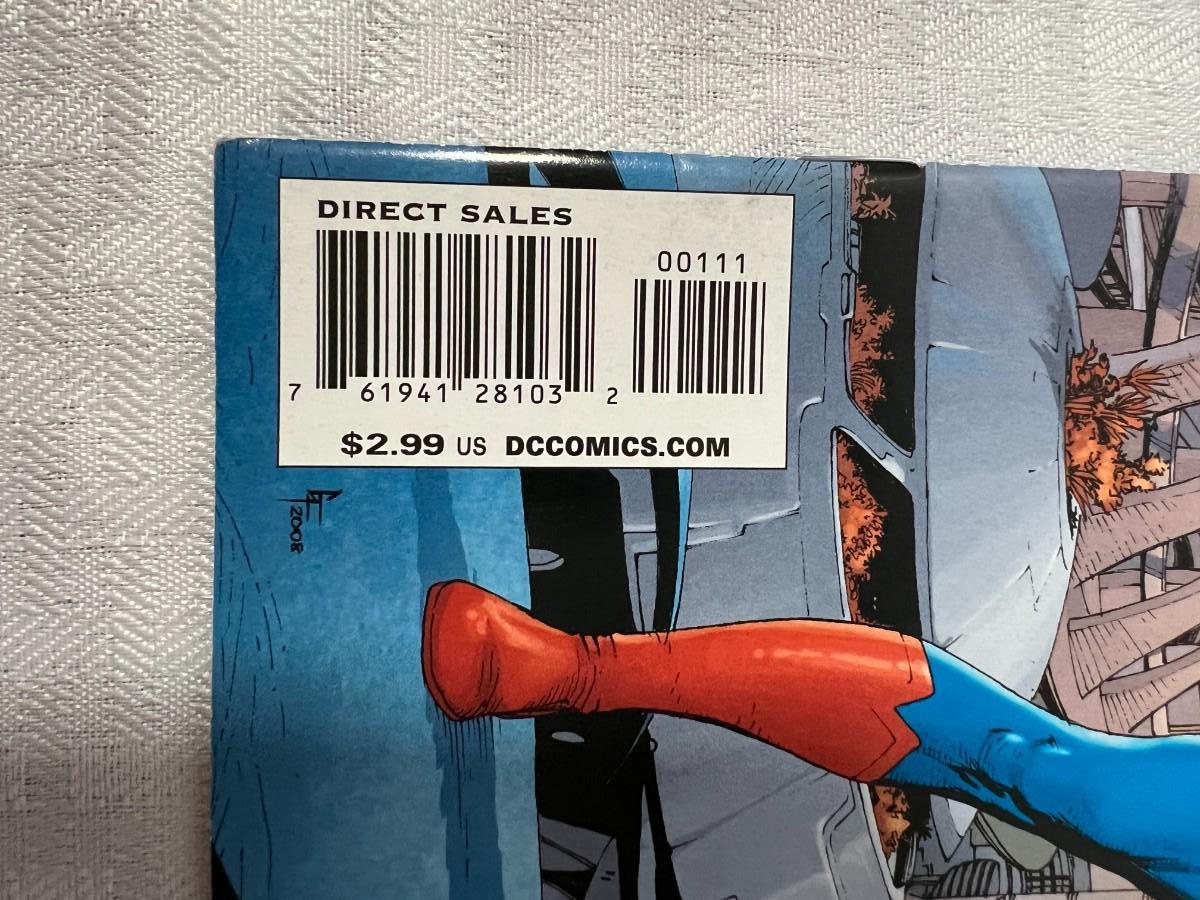 DIRECT SALES
00111
7 61941 28103 2
$2.99 US DCCOMICS.COM
2008